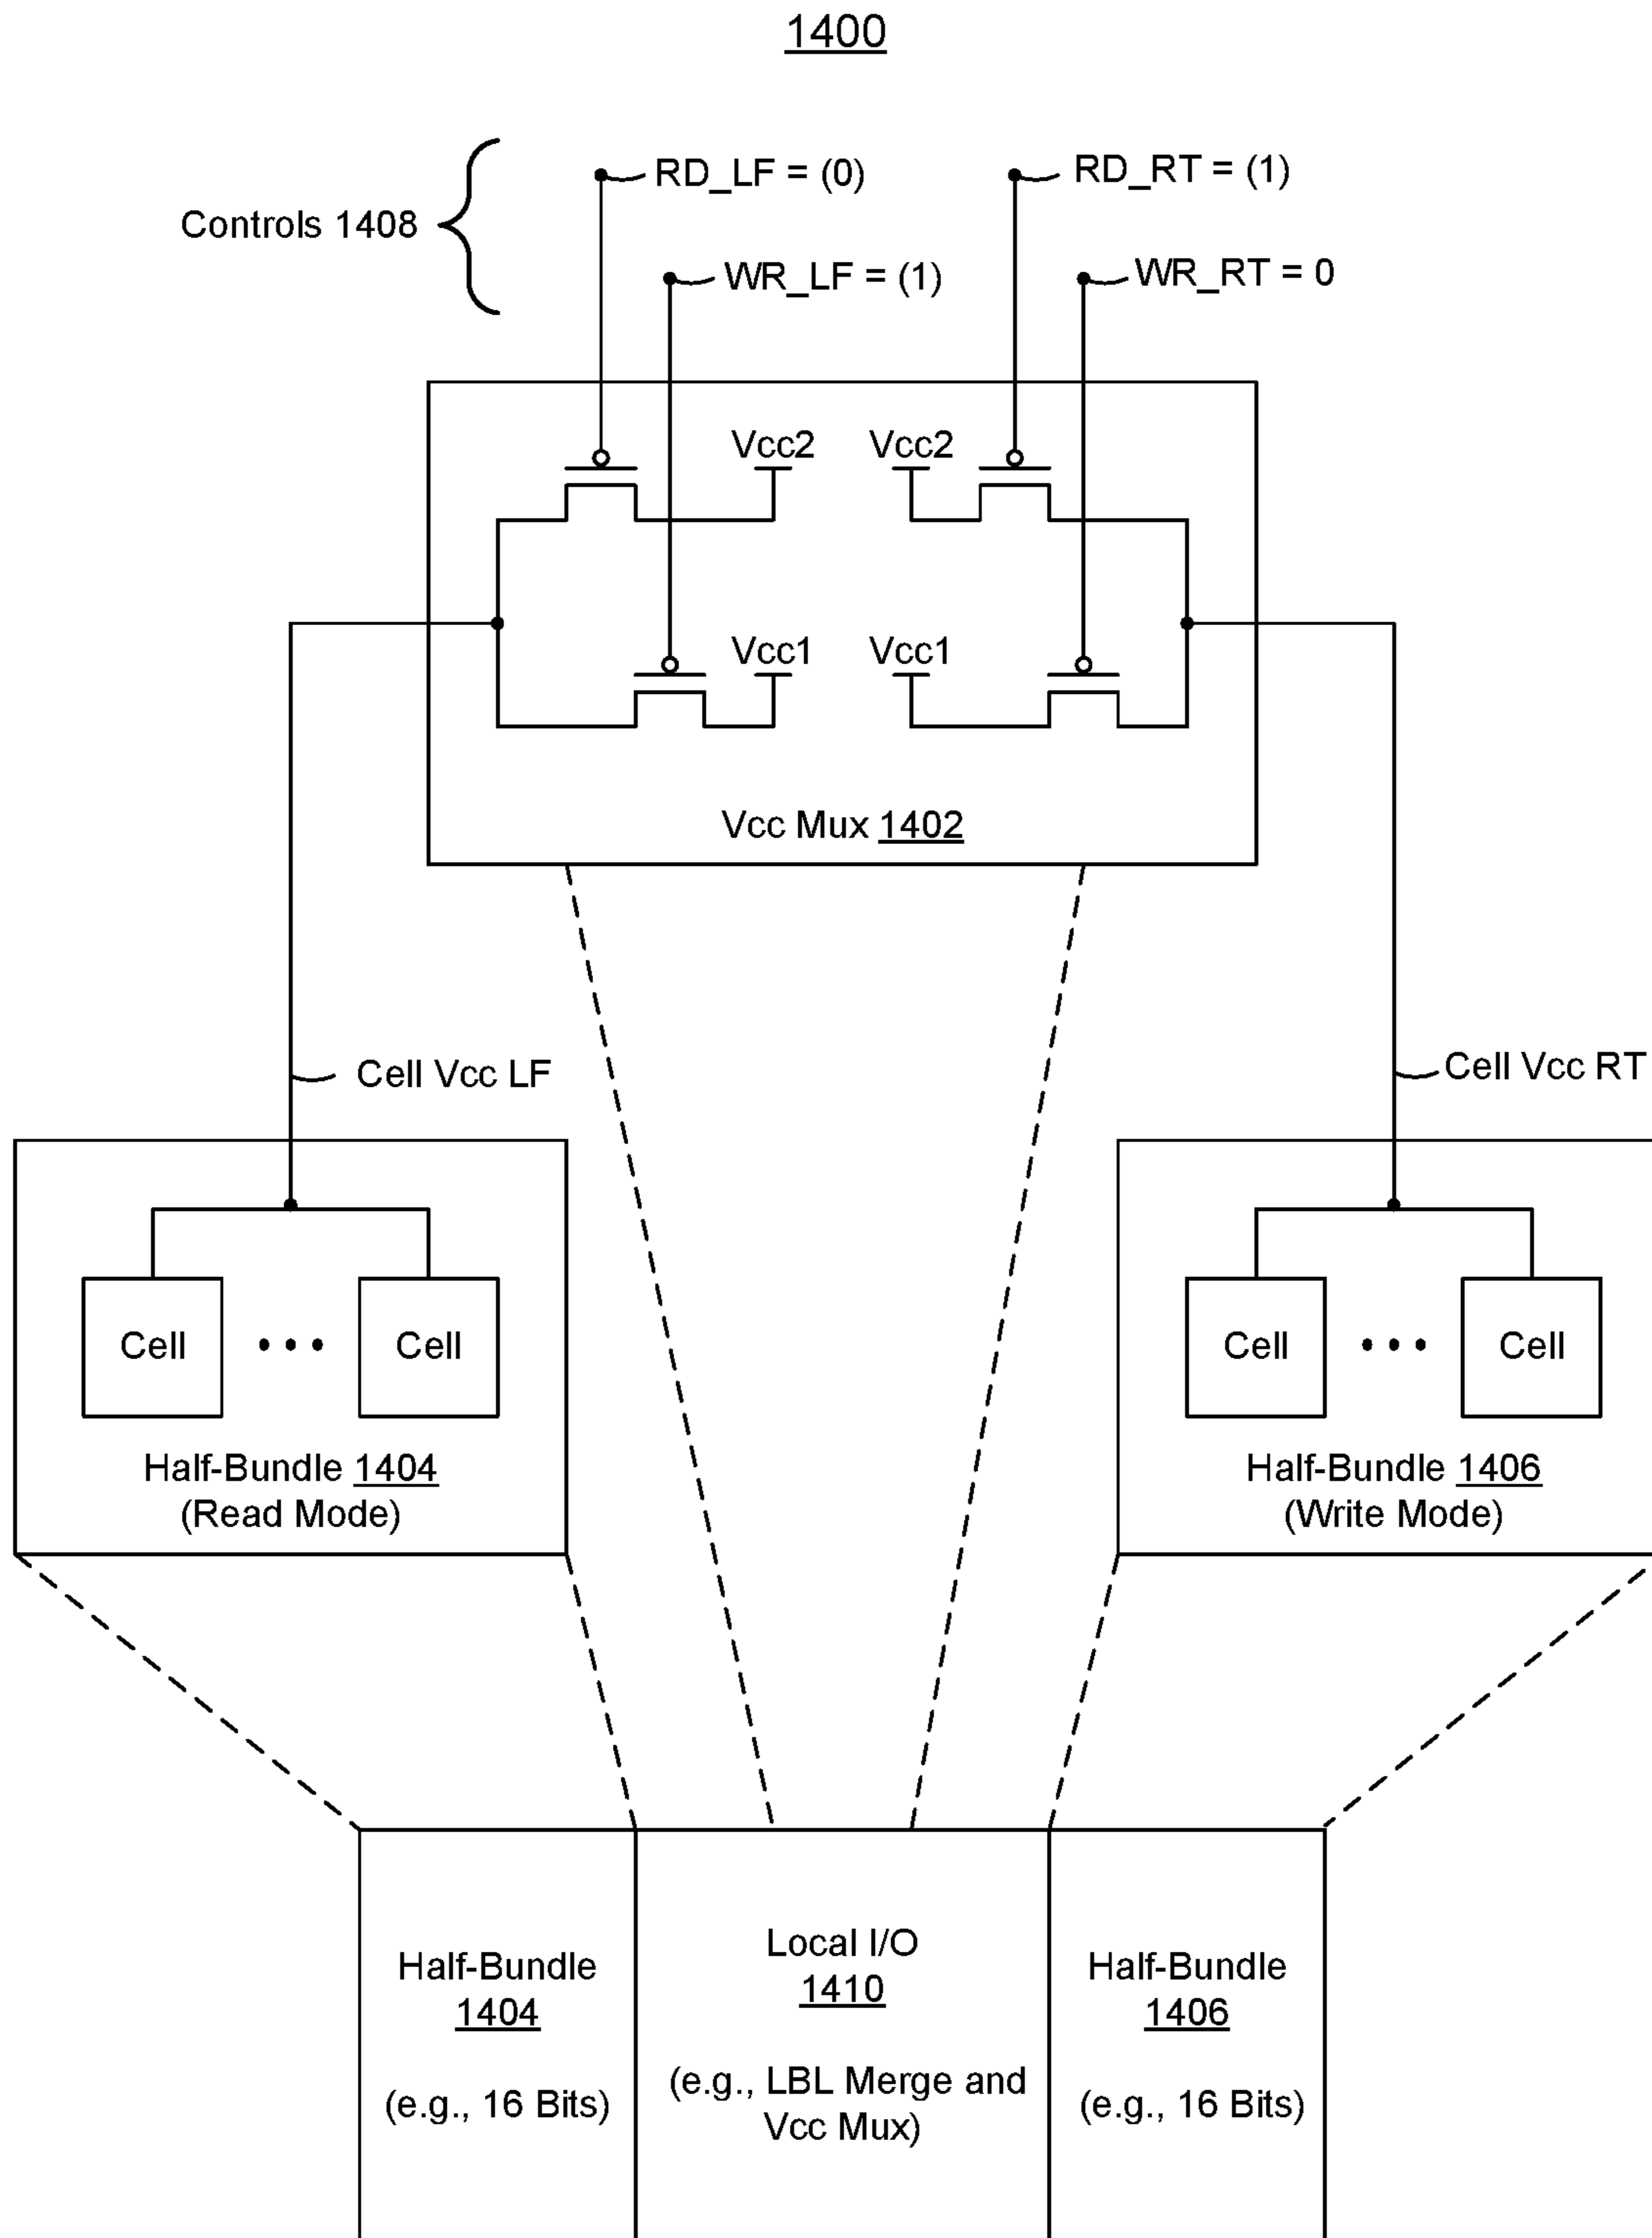 1400
RD_LF = (0)
RD_RT = (1)
Controls 1408
WR_LF = (1)
WR_RT = 0
Vcc2
Vcc2
Vcc1
Vcc1
Vcc Mux 1402
Cell Vcc LF
Cell Vcc RT
Cell
Cell
Cell
Cell
Half-Bundle 1404
(Read Mode)
Half-Bundle 1406
(Write Mode)
Half-Bundle
1404
(e.g., 16 Bits)
Local I/O
1410
(e.g., LBL Merge and
Vcc Mux)
Half-Bundle
1406
(e.g., 16 Bits)